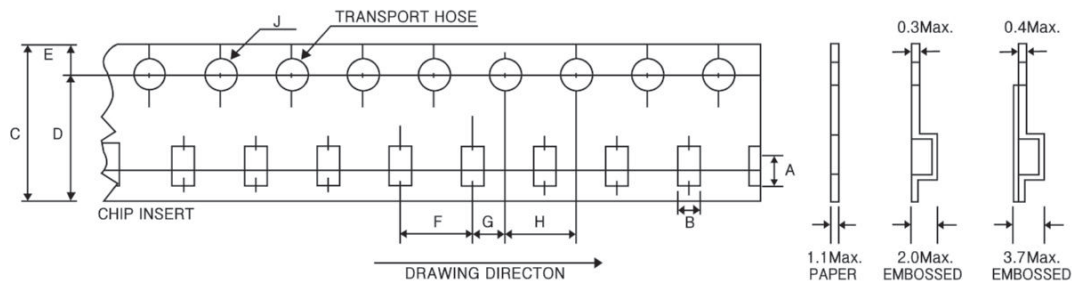 J
TRANSPORT HOSE
E
C
D
A
B
CHIP INSERT
F
G
H
DRAWING DIRECTON
0.3Max.
0.4Max.
1.1Max.
PAPER
2.0Max.
EMBOSSED
3.7Max.
EMBOSSED